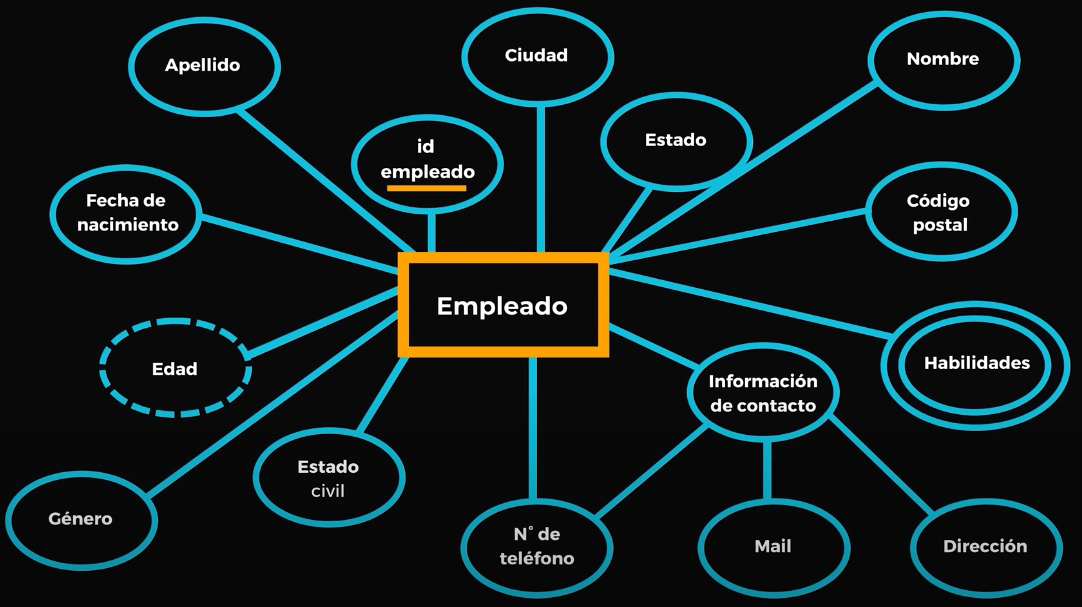 Apellido
Ciudad
Nombre
id
empleado
Estado
Fecha de
nacimiento
Código
postal
Empleado
Edad
Habilidades
Información
de contacto
Estado
civil
Género
N° de
teléfono
Mail
Dirección